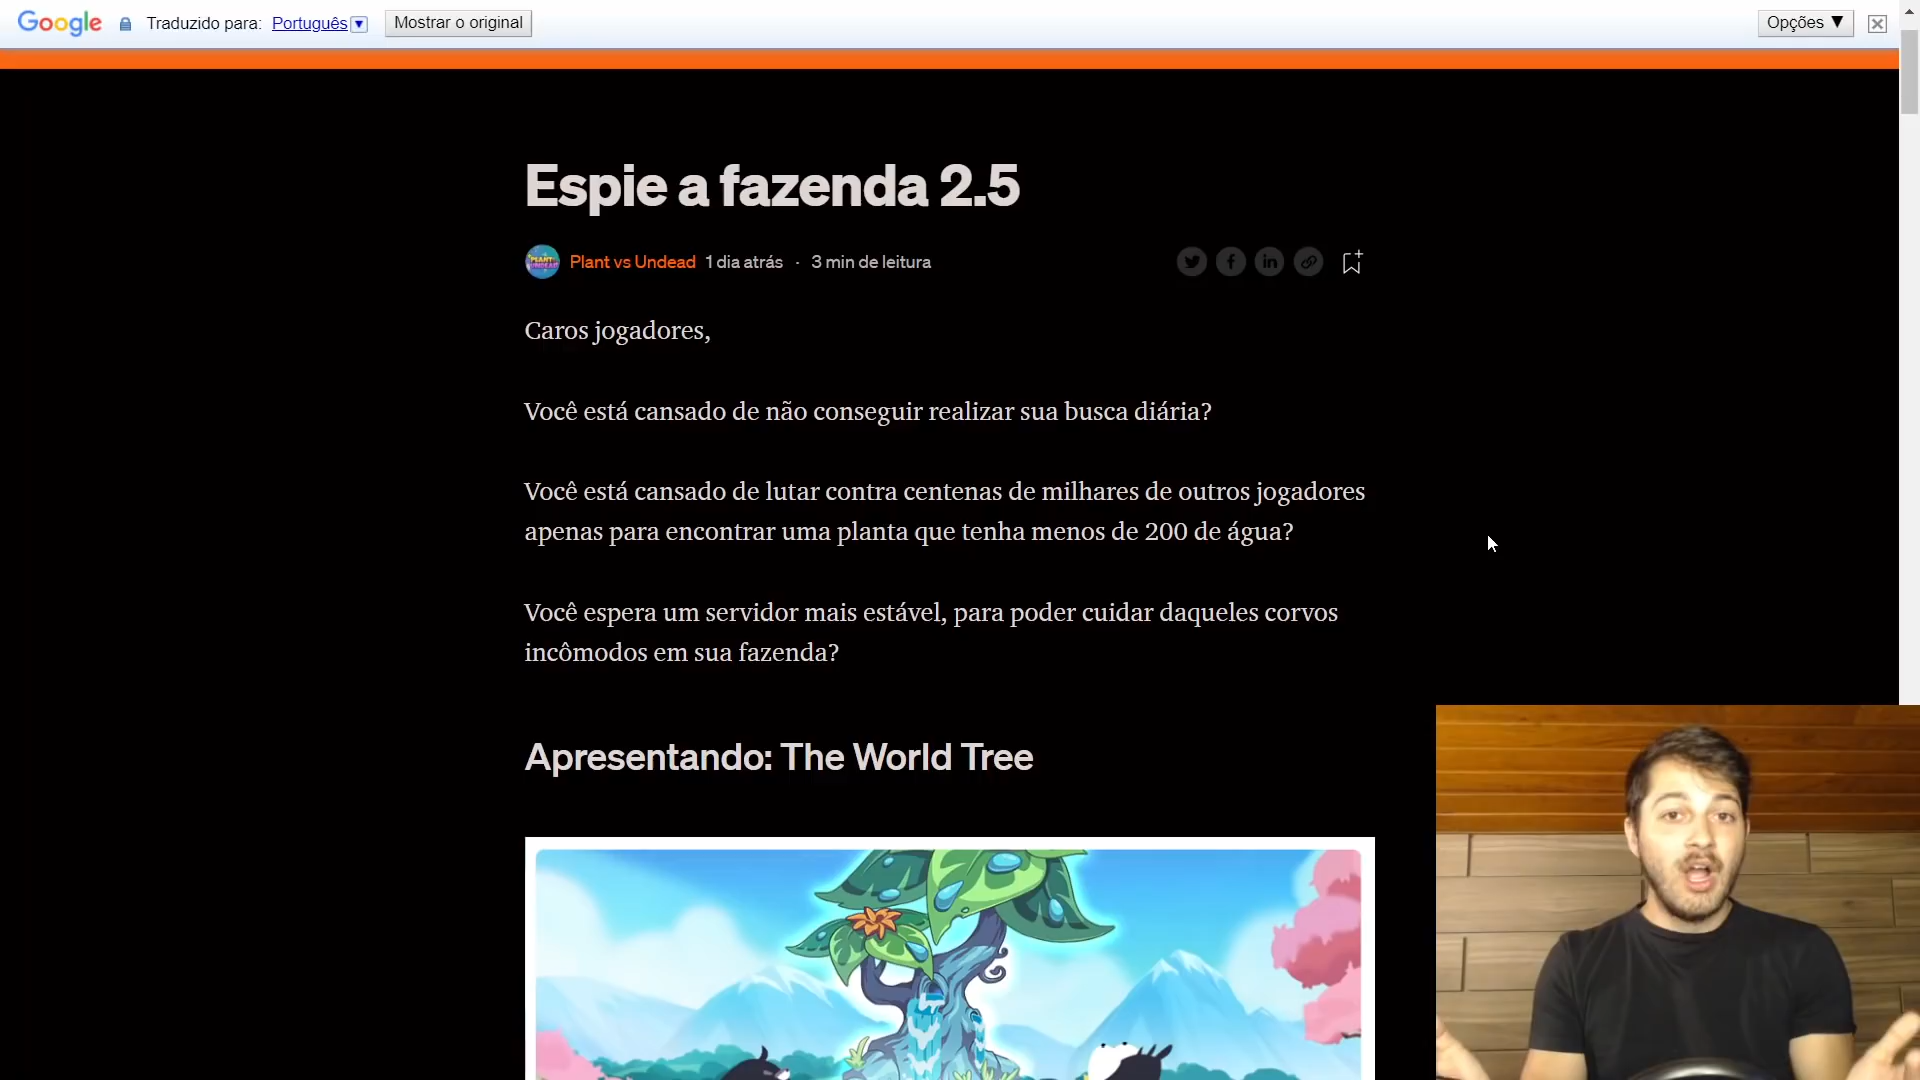 Google Traduzido para: Português Mostrar o original Opções ▼
Espie a fazenda 2.5
Plant vs Undead 1 dia atrás · 3 min de leitura
Caros jogadores,
Você está cansado de não conseguir realizar sua busca diária?
Você está cansado de lutar contra centenas de milhares de outros jogadores
apenas para encontrar uma planta que tenha menos de 200 de água?
Você espera um servidor mais estável, para poder cuidar daqueles corvos
incômodos em sua fazenda?
Apresentando: The World Tree